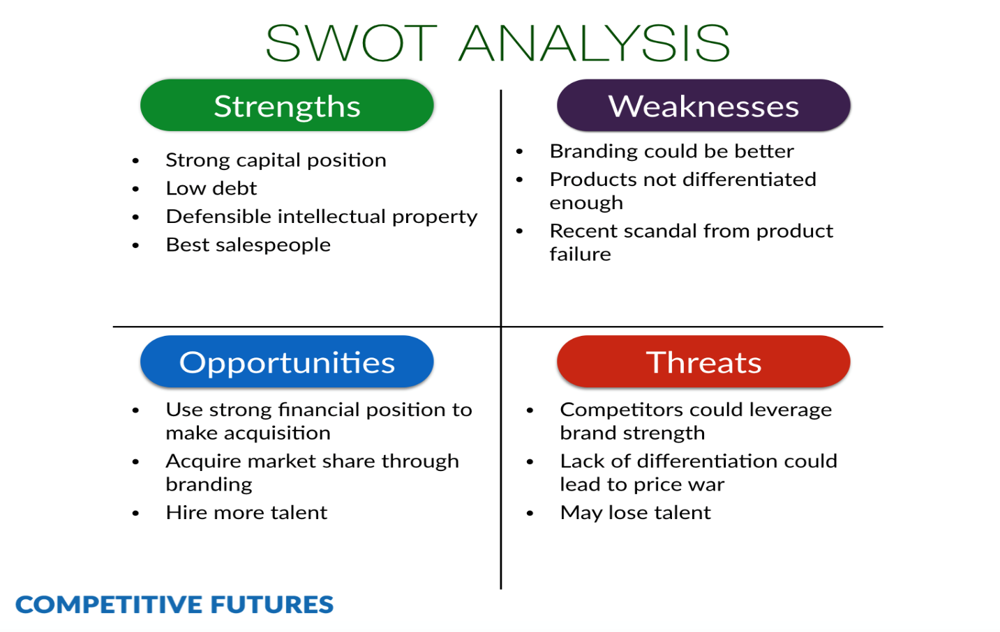 SWOT ANALYSIS
Strengths
• Strong capital position
• Low debt
• Defensible intellectual property
• Best salespeople
Weaknesses
• Branding could be better
• Products not differentiated
enough
• Recent scandal from product
failure
Opportunities
• Use strong financial position to
make acquisition
• Acquire market share through
branding
• Hire more talent
Threats
• Competitors could leverage
brand strength
• Lack of differentiation could
lead to price war
• May lose talent
COMPETITIVE FUTURES